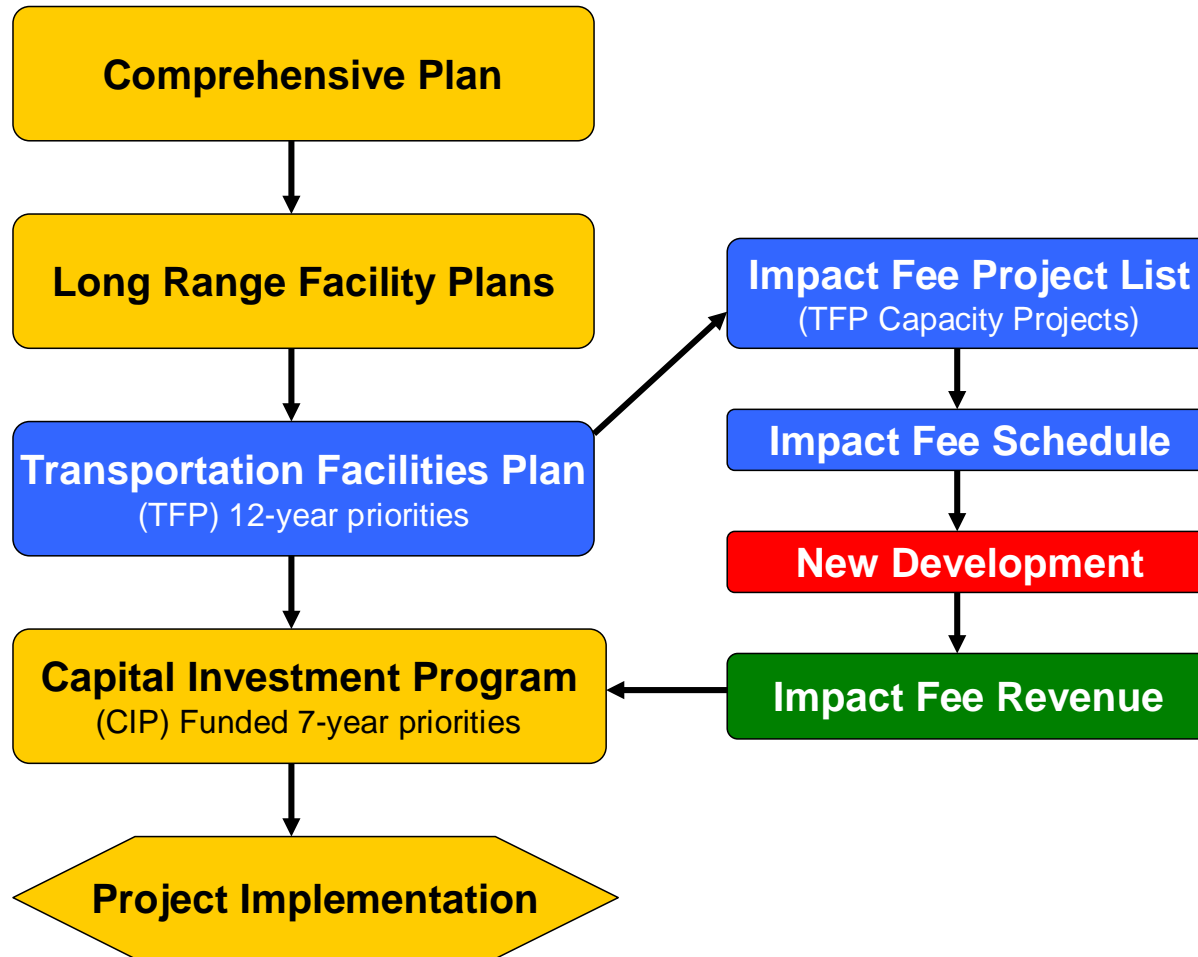 Comprehensive Plan
Long Range Facility Plans
Transportation Facilities Plan
(TFP) 12-year priorities
Capital Investment Program
(CIP) Funded 7-year priorities
Project Implementation
Impact Fee Project List
(TFP Capacity Projects)
Impact Fee Schedule
New Development
Impact Fee Revenue